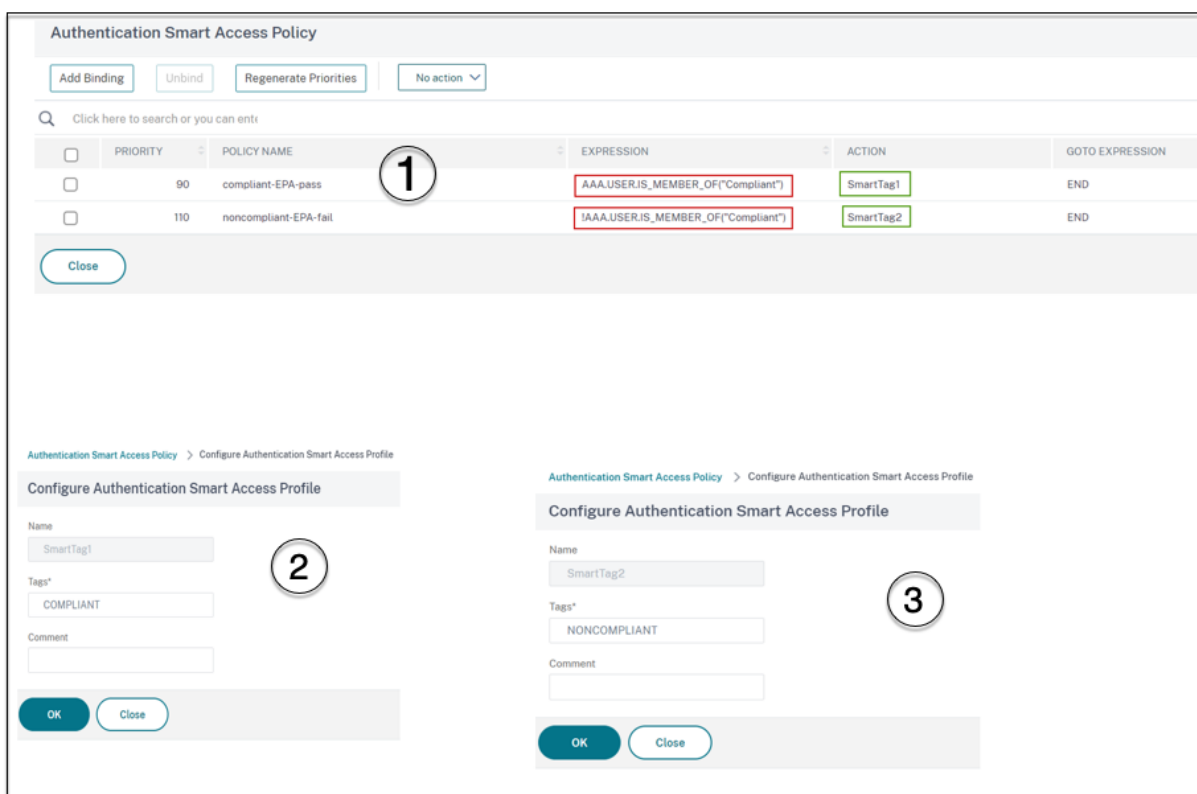 Authentication Smart Access Policy
Add Binding Unbind Regenerate Priorities No action
Click here to search or you can ente
PRIORITY POLICY NAME EXPRESSION ACTION GOTO EXPRESSION
1
90 compliant-EPA-pass AAA.USER.IS_MEMBER_OF("Compliant") SmartTag1 END
110 noncompliant-EPA-fail !AAA.USER.IS_MEMBER_OF("Compliant") SmartTag2 END
Close
Authentication Smart Access Policy > Configure Authentication Smart Access Profile
Configure Authentication Smart Access Profile
Name
SmartTag1
2
Tags*
COMPLIANT
Comment
OK Close
Authentication Smart Access Policy > Configure Authentication Smart Access Profile
Configure Authentication Smart Access Profile
Name
SmartTag2
3
Tags*
NONCOMPLIANT
Comment
OK Close